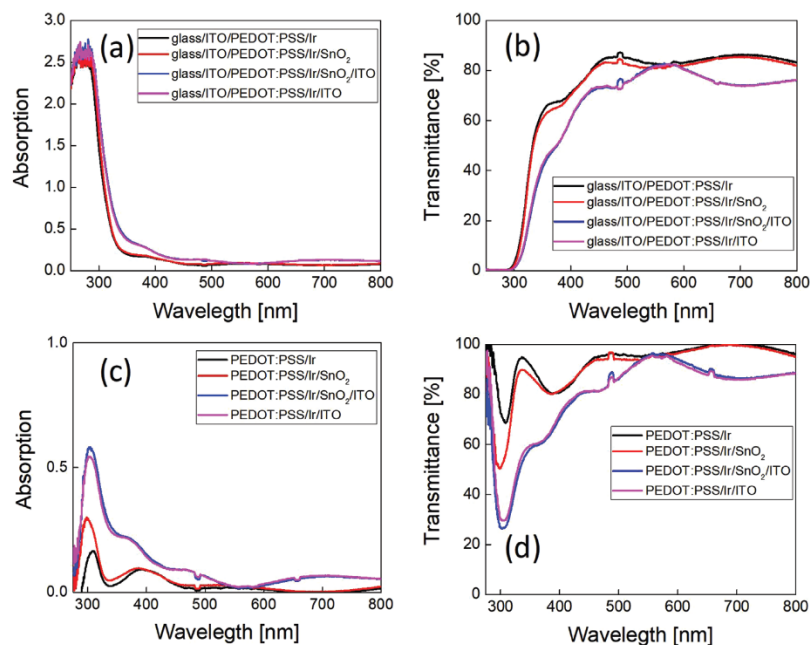 (a)
glass/ITO/PEDOT:PSS/Ir
glass/ITO/PEDOT:PSS/Ir/SnO₂
glass/ITO/PEDOT:PSS/Ir/SnO₂/ITO
glass/ITO/PEDOT:PSS/Ir/ITO
Absorption
3.0
2.5
2.0
1.5
1.0
0.5
0.0
300 400 500 600 700 800
Wavelegth [nm]
(b)
Transmittance [%]
100
80
60
40
20
0
glass/ITO/PEDOT:PSS/Ir
glass/ITO/PEDOT:PSS/Ir/SnO₂
glass/ITO/PEDOT:PSS/Ir/SnO₂/ITO
glass/ITO/PEDOT:PSS/Ir/ITO
300 400 500 600 700 800
Wavelegth [nm]
(c)
PEDOT:PSS/Ir
PEDOT:PSS/Ir/SnO₂
PEDOT:PSS/Ir/SnO₂/ITO
PEDOT:PSS/Ir/ITO
Absorption
1.0
0.5
0.0
300 400 500 600 700 800
Wavelegth [nm]
Transmittance [%]
100
80
60
40
20
0
PEDOT:PSS/Ir
PEDOT:PSS/Ir/SnO₂
PEDOT:PSS/Ir/SnO₂/ITO
PEDOT:PSS/Ir/ITO
(d)
300 400 500 600 700 800
Wavelegth [nm]